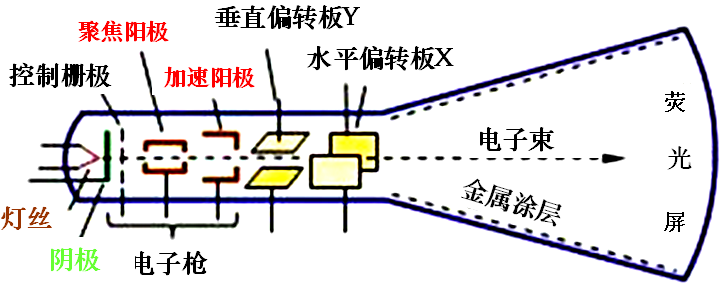 垂直偏转板Y
聚焦阳极
水平偏转板X
控制栅极
加速阳极
荧
光
屏
电子束
金属涂层
灯丝
阴极
电子枪